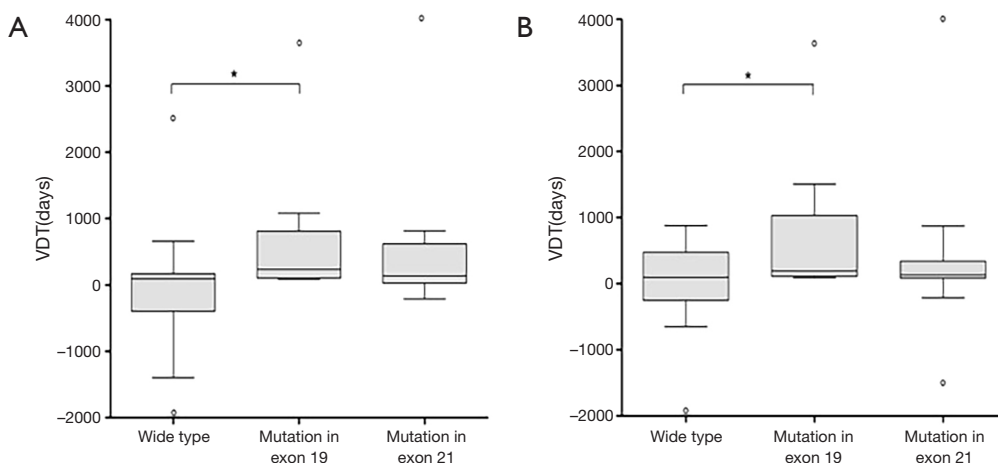 A
VDT(days)
4000
3000
2000
1000
0
–1000
–2000
*
Wide type
Mutation in
exon 19
Mutation in
exon 21
B
VDT(days)
4000
3000
2000
1000
0
–1000
–2000
*
Wide type
Mutation in
exon 19
Mutation in
exon 21